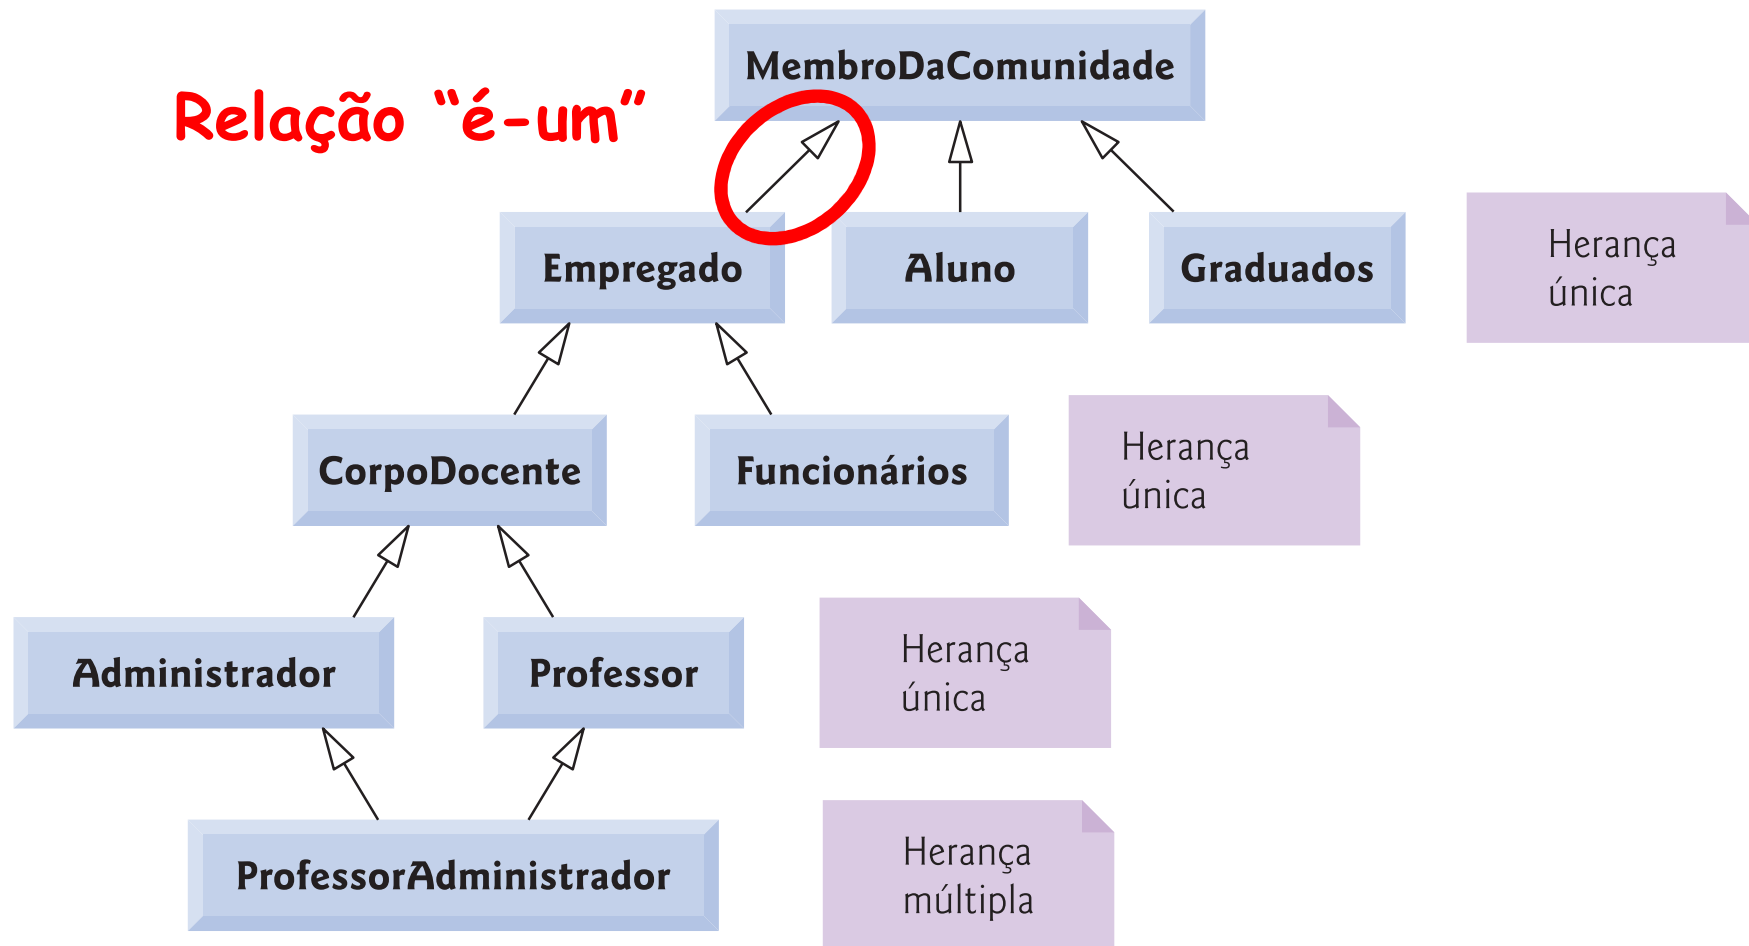 MembroDaComunidade
Relação “é-um”
Empregado
Aluno
Graduados
Herança
única
CorpoDocente
Funcionários
Herança
única
Administrador
Professor
Herança
única
ProfessorAdministrador
Herança
múltipla